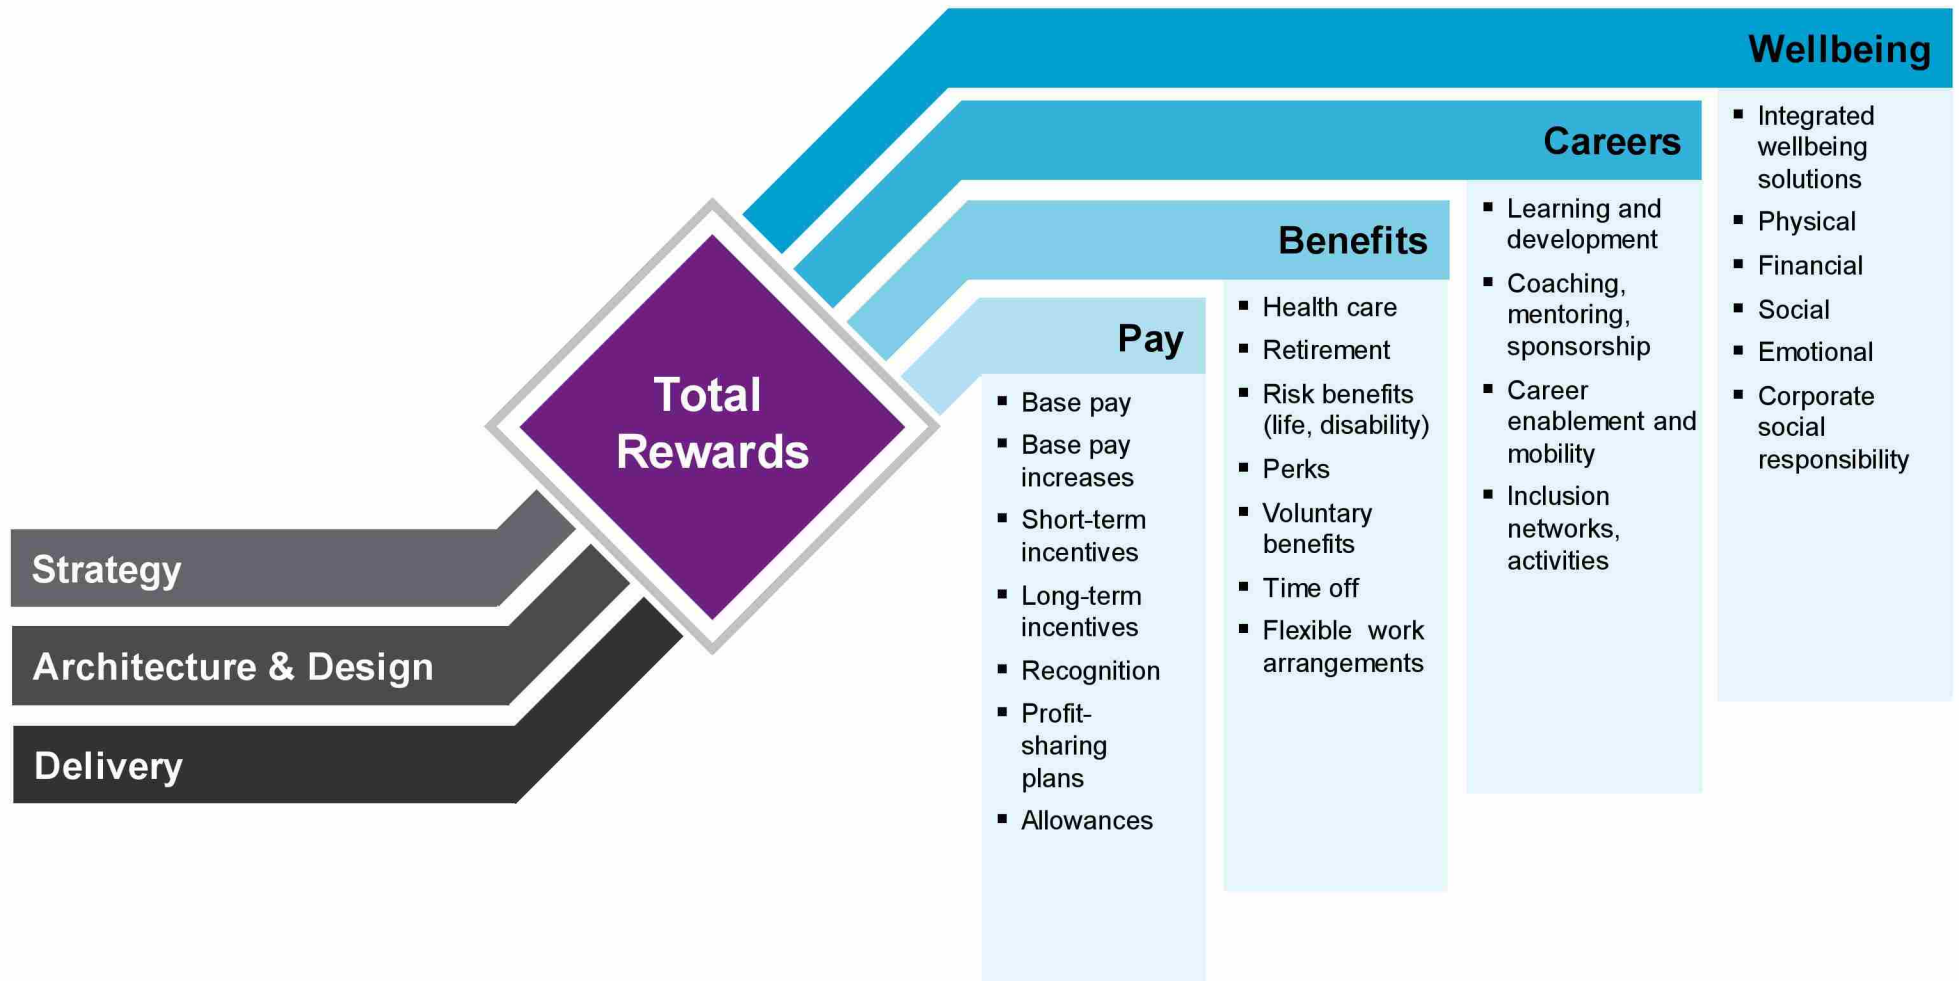 Total
Rewards
Strategy
Architecture & Design
Delivery
Pay
▪ Base pay
▪ Base pay
increases
▪ Short-term
incentives
▪ Long-term
incentives
▪ Recognition
▪ Profit-
sharing
plans
▪ Allowances
Benefits
▪ Health care
▪ Retirement
▪ Risk benefits
(life, disability)
▪ Perks
▪ Voluntary
benefits
▪ Time off
▪ Flexible work
arrangements
Careers
▪ Learning and
development
▪ Coaching,
mentoring,
sponsorship
▪ Career
enablement and
mobility
▪ Inclusion
networks,
activities
Wellbeing
▪ Integrated
wellbeing
solutions
▪ Physical
▪ Financial
▪ Social
▪ Emotional
▪ Corporate
social
responsibility